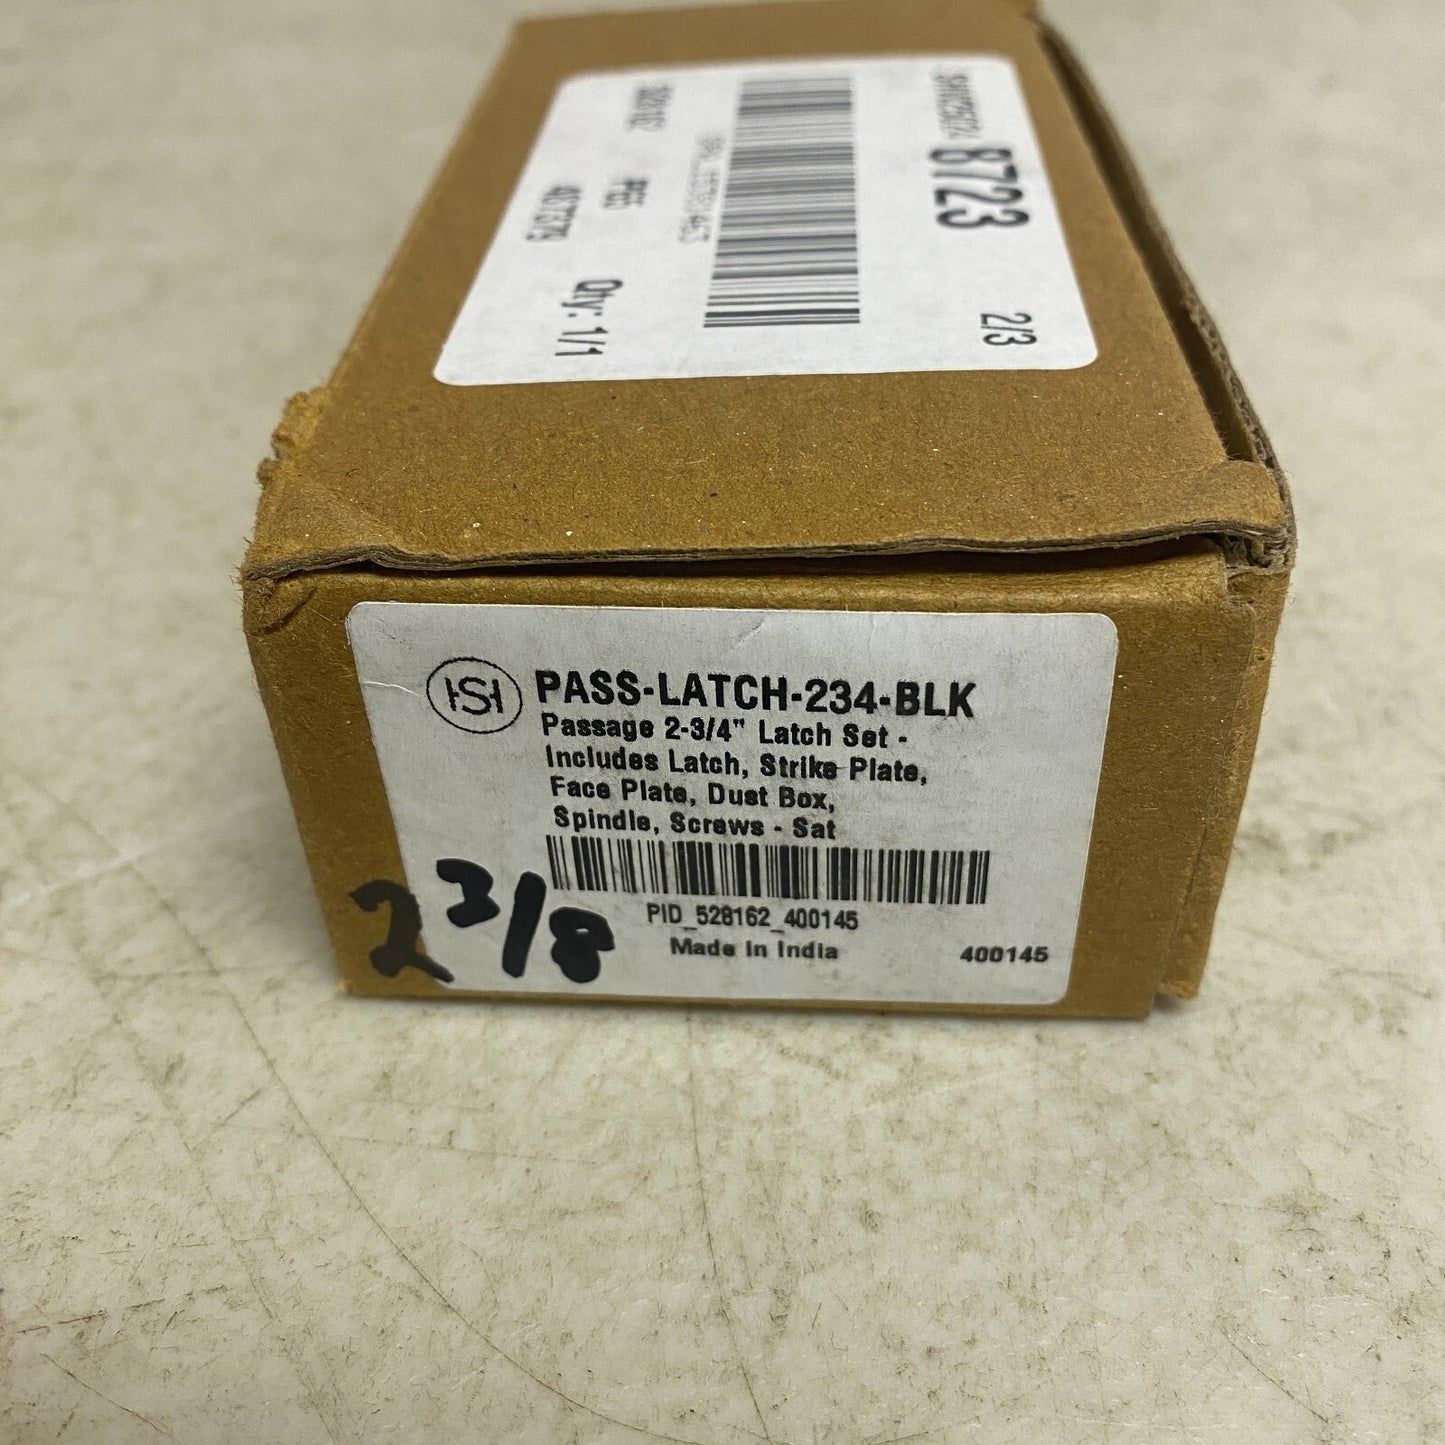 8723
2/3
Qty: 1/1
HSH
PASS-LATCH-234-BLK
Passage 2-3/4" Latch Set -
Includes Latch, Strike Plate,
Face Plate, Dust Box,
Spindle, Screws - Sat
PID_528162_400145
Made In India
400145
2 3/8